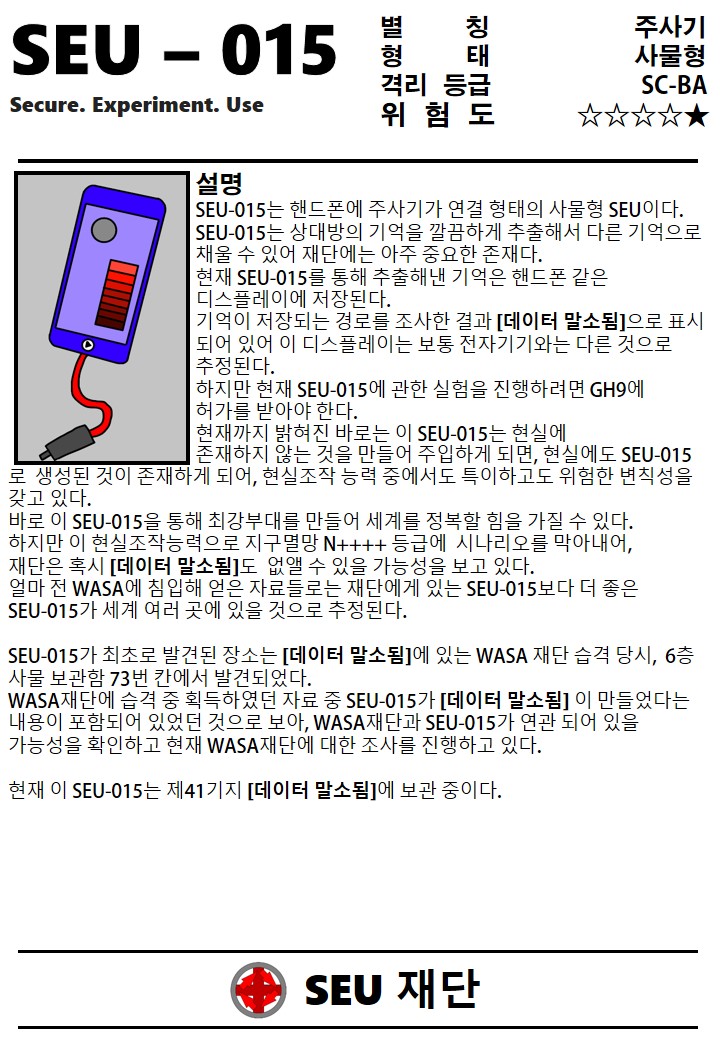 SEU – 015
Secure. Experiment. Use
별 칭 주사기
형 태 사물형
격리 등급 SC-BA
위 험 도 ☆☆☆☆★
설명
SEU-015는 핸드폰에 주사기가 연결 형태의 사물형 SEU이다.
SEU-015는 상대방의 기억을 깔끔하게 추출해서 다른 기억으로
채울 수 있어 재단에는 아주 중요한 존재다.
현재 SEU-015를 통해 추출해낸 기억은 핸드폰 같은
디스플레이에 저장된다.
기억이 저장되는 경로를 조사한 결과 [데이터 말소됨]으로 표시
되어 있어 이 디스플레이는 보통 전자기기와는 다른 것으로
추정된다.
하지만 현재 SEU-015에 관한 실험을 진행하려면 GH9에
허가를 받아야 한다.
현재까지 밝혀진 바로는 이 SEU-015는 현실에
존재하지 않는 것을 만들어 주입하게 되면, 현실에도 SEU-015
로 생성된 것이 존재하게 되어, 현실조작 능력 중에서도 특이하고도 위험한 변칙성을
갖고 있다.
바로 이 SEU-015을 통해 최강부대를 만들어 세계를 정복할 힘을 가질 수 있다.
하지만 이 현실조작능력으로 지구멸망 N++++ 등급에 시나리오를 막아내어,
재단은 혹시 [데이터 말소됨]도 없앨 수 있을 가능성을 보고 있다.
얼마 전 WASA에 침입해 얻은 자료들로는 재단에게 있는 SEU-015보다 더 좋은
SEU-015가 세계 여러 곳에 있을 것으로 추정된다.
SEU-015가 최초로 발견된 장소는 [데이터 말소됨]에 있는 WASA 재단 습격 당시, 6층
사물 보관함 73번 칸에서 발견되었다.
WASA재단에 습격 중 획득하였던 자료 중 SEU-015가 [데이터 말소됨] 이 만들었다는
내용이 포함되어 있었던 것으로 보아, WASA재단과 SEU-015가 연관 되어 있을
가능성을 확인하고 현재 WASA재단에 대한 조사를 진행하고 있다.
현재 이 SEU-015는 제41기지 [데이터 말소됨]에 보관 중이다.
SEU 재단